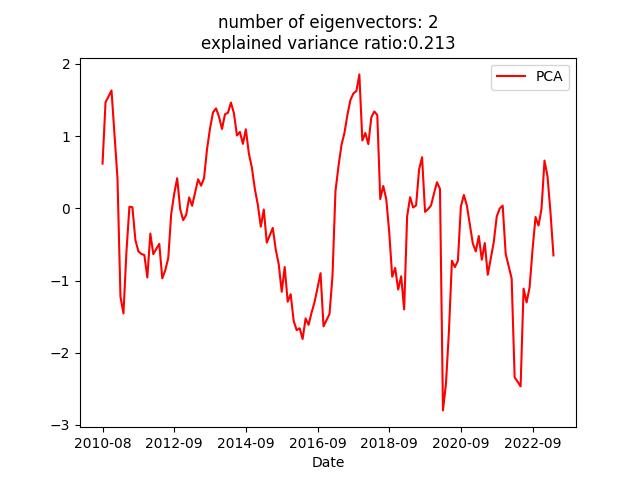 number of eigenvectors: 2
explained variance ratio:0.213
PCA
2
1
0
−1
−2
−3
2010-08 2012-09 2014-09 2016-09 2018-09 2020-09 2022-09
Date